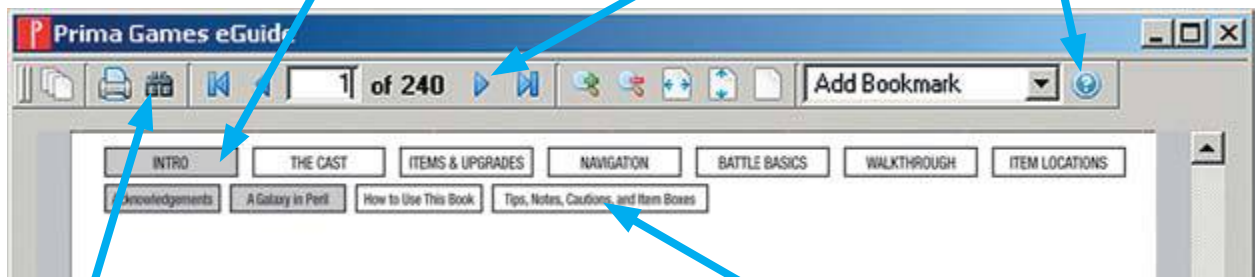 Prima Games eGuide
1 of 240 Add Bookmark
INTRO THE CAST ITEMS & UPGRADES NAVIGATION BATTLE BASICS WALKTHROUGH ITEM LOCATIONS
Acknowledgements A Galaxy in Peril How to Use This Book Tips, Notes, Cautions, and Item Boxes